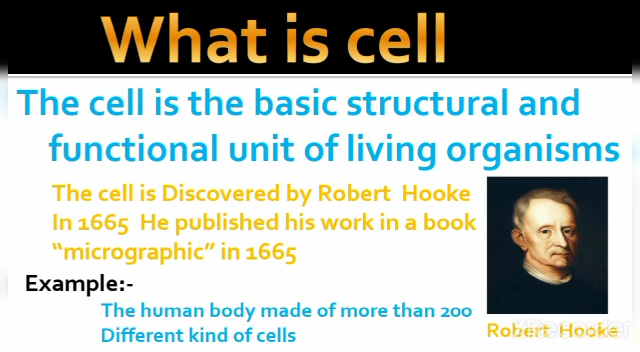 What is cell
The cell is the basic structural and
functional unit of living organisms
The cell is Discovered by Robert Hooke
In 1665 He published his work in a book
“micrographic” in 1665
Example:-
The human body made of more than 200
Different kind of cells
Robert Hooke